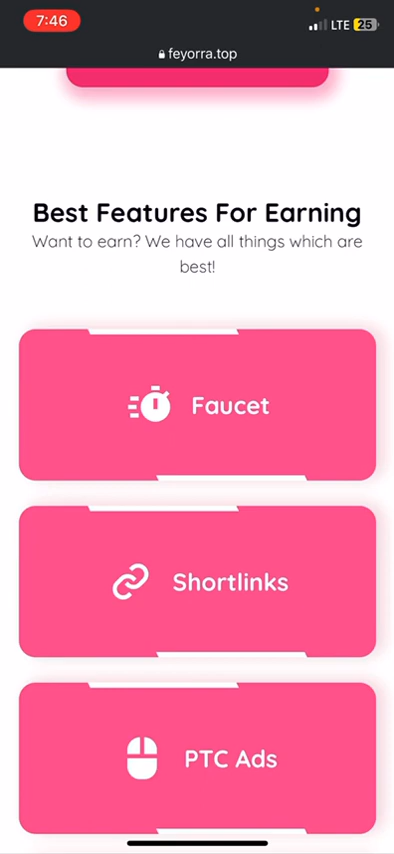 7:46
LTE 25
feyorra.top
Best Features For Earning
Want to earn? We have all things which are
best!
Faucet
Shortlinks
PTC Ads